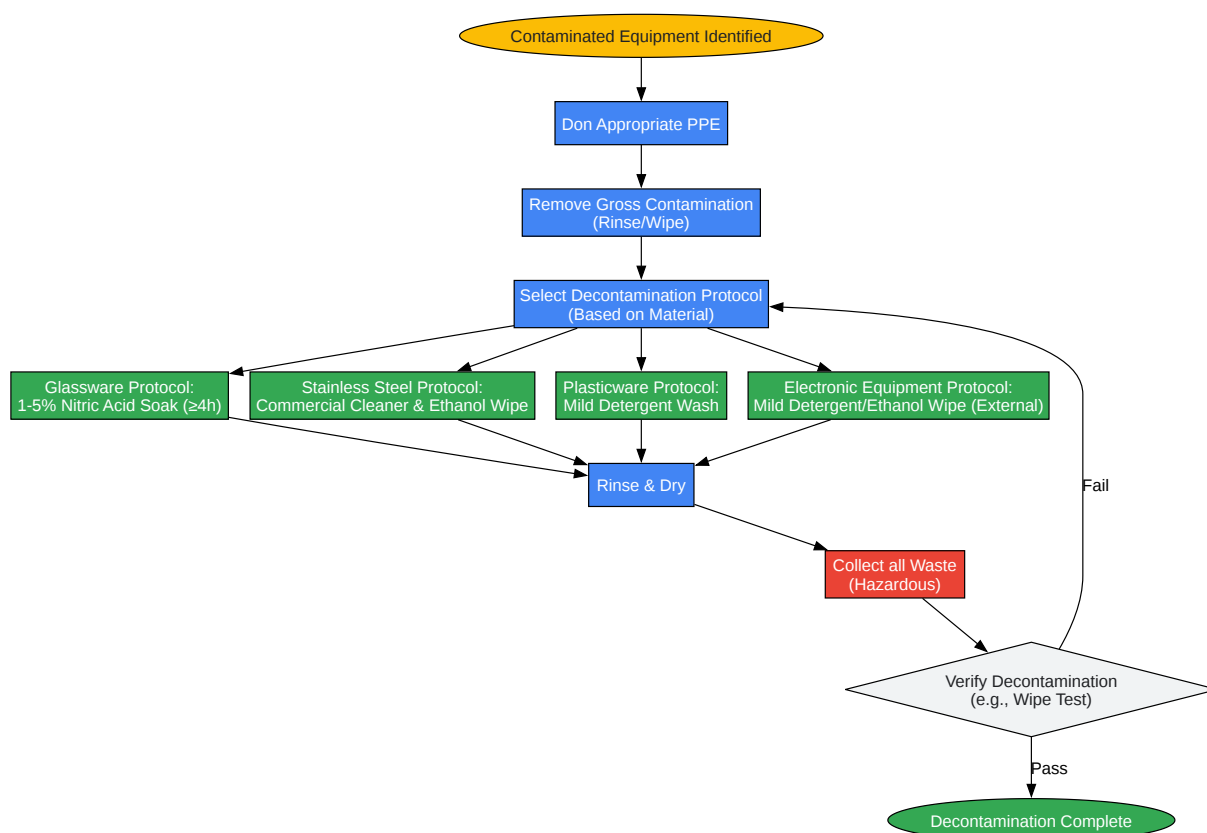 Contaminated Equipment Identified
Don Appropriate PPE
Remove Gross Contamination
(Rinse/Wipe)
Select Decontamination Protocol
(Based on Material)
Glassware Protocol:
1-5% Nitric Acid Soak (≥4h)
Stainless Steel Protocol:
Commercial Cleaner & Ethanol Wipe
Plasticware Protocol:
Mild Detergent Wash
Electronic Equipment Protocol:
Mild Detergent/Ethanol Wipe (External)
Rinse & Dry
Fail
Collect all Waste
(Hazardous)
Verify Decontamination
(e.g., Wipe Test)
Pass
Decontamination Complete